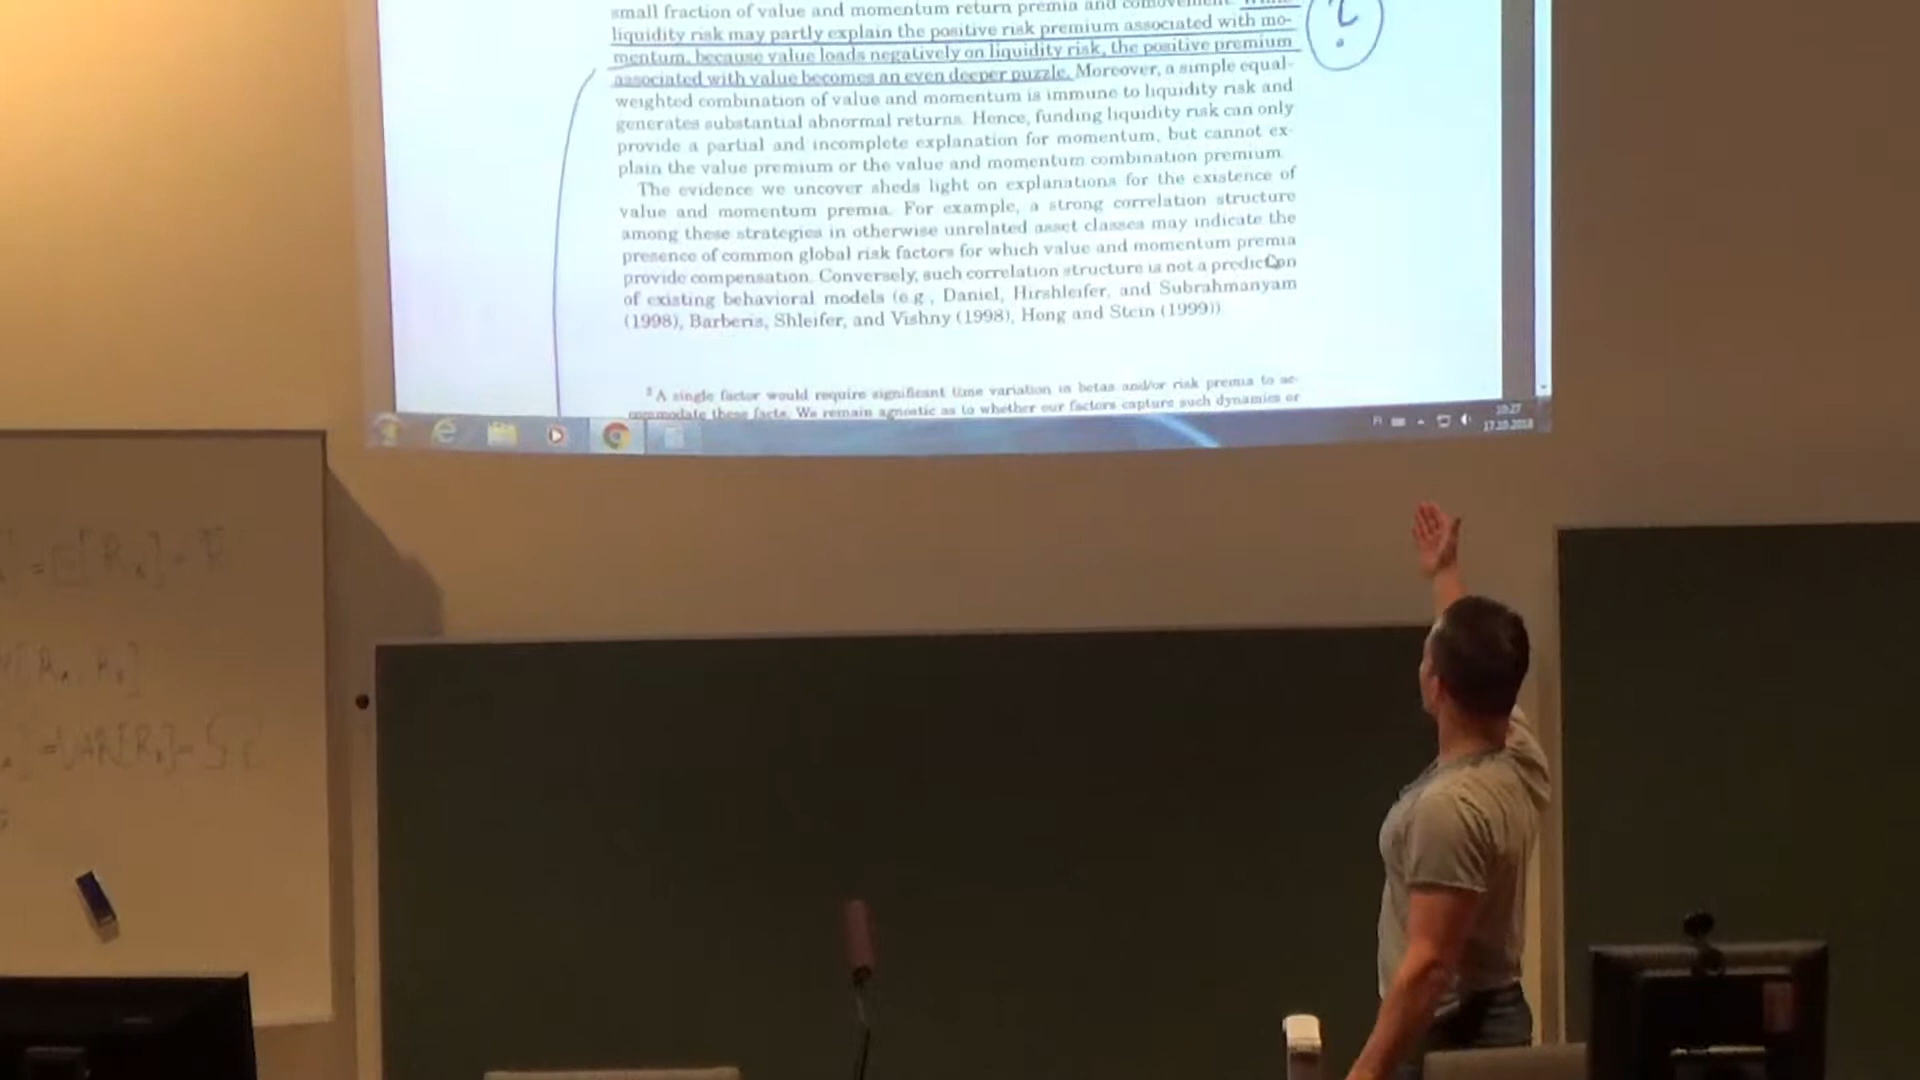 small fraction of value and momentum return premia and comovement. While
liquidity risk may partly explain the positive risk premium associated with mo-
mentum, because value loads negatively on liquidity risk, the positive premium
associated with value becomes an even deeper puzzle. Moreover, a simple equal-
weighted combination of value and momentum is immune to liquidity risk and
generates substantial abnormal returns. Hence, funding liquidity risk can only
provide a partial and incomplete explanation for momentum, but cannot ex-
plain the value premium or the value and momentum combination premium.
The evidence we uncover sheds light on explanations for the existence of
value and momentum premia. For example, a strong correlation structure
among these strategies in otherwise unrelated asset classes may indicate the
presence of common global risk factors for which value and momentum premia
provide compensation. Conversely, such correlation structure is not a prediction
of existing behavioral models (e.g., Daniel, Hirshleifer, and Subrahmanyam
(1998), Barberis, Shleifer, and Vishny (1998), Hong and Stein (1999)).
3 A single factor would require significant time variation in betas and/or risk premia to ac-
commodate these facts. We remain agnostic as to whether our factors capture such dynamics or
FI
10:27
17.10.2018
= E[R
R
] = VAR[R